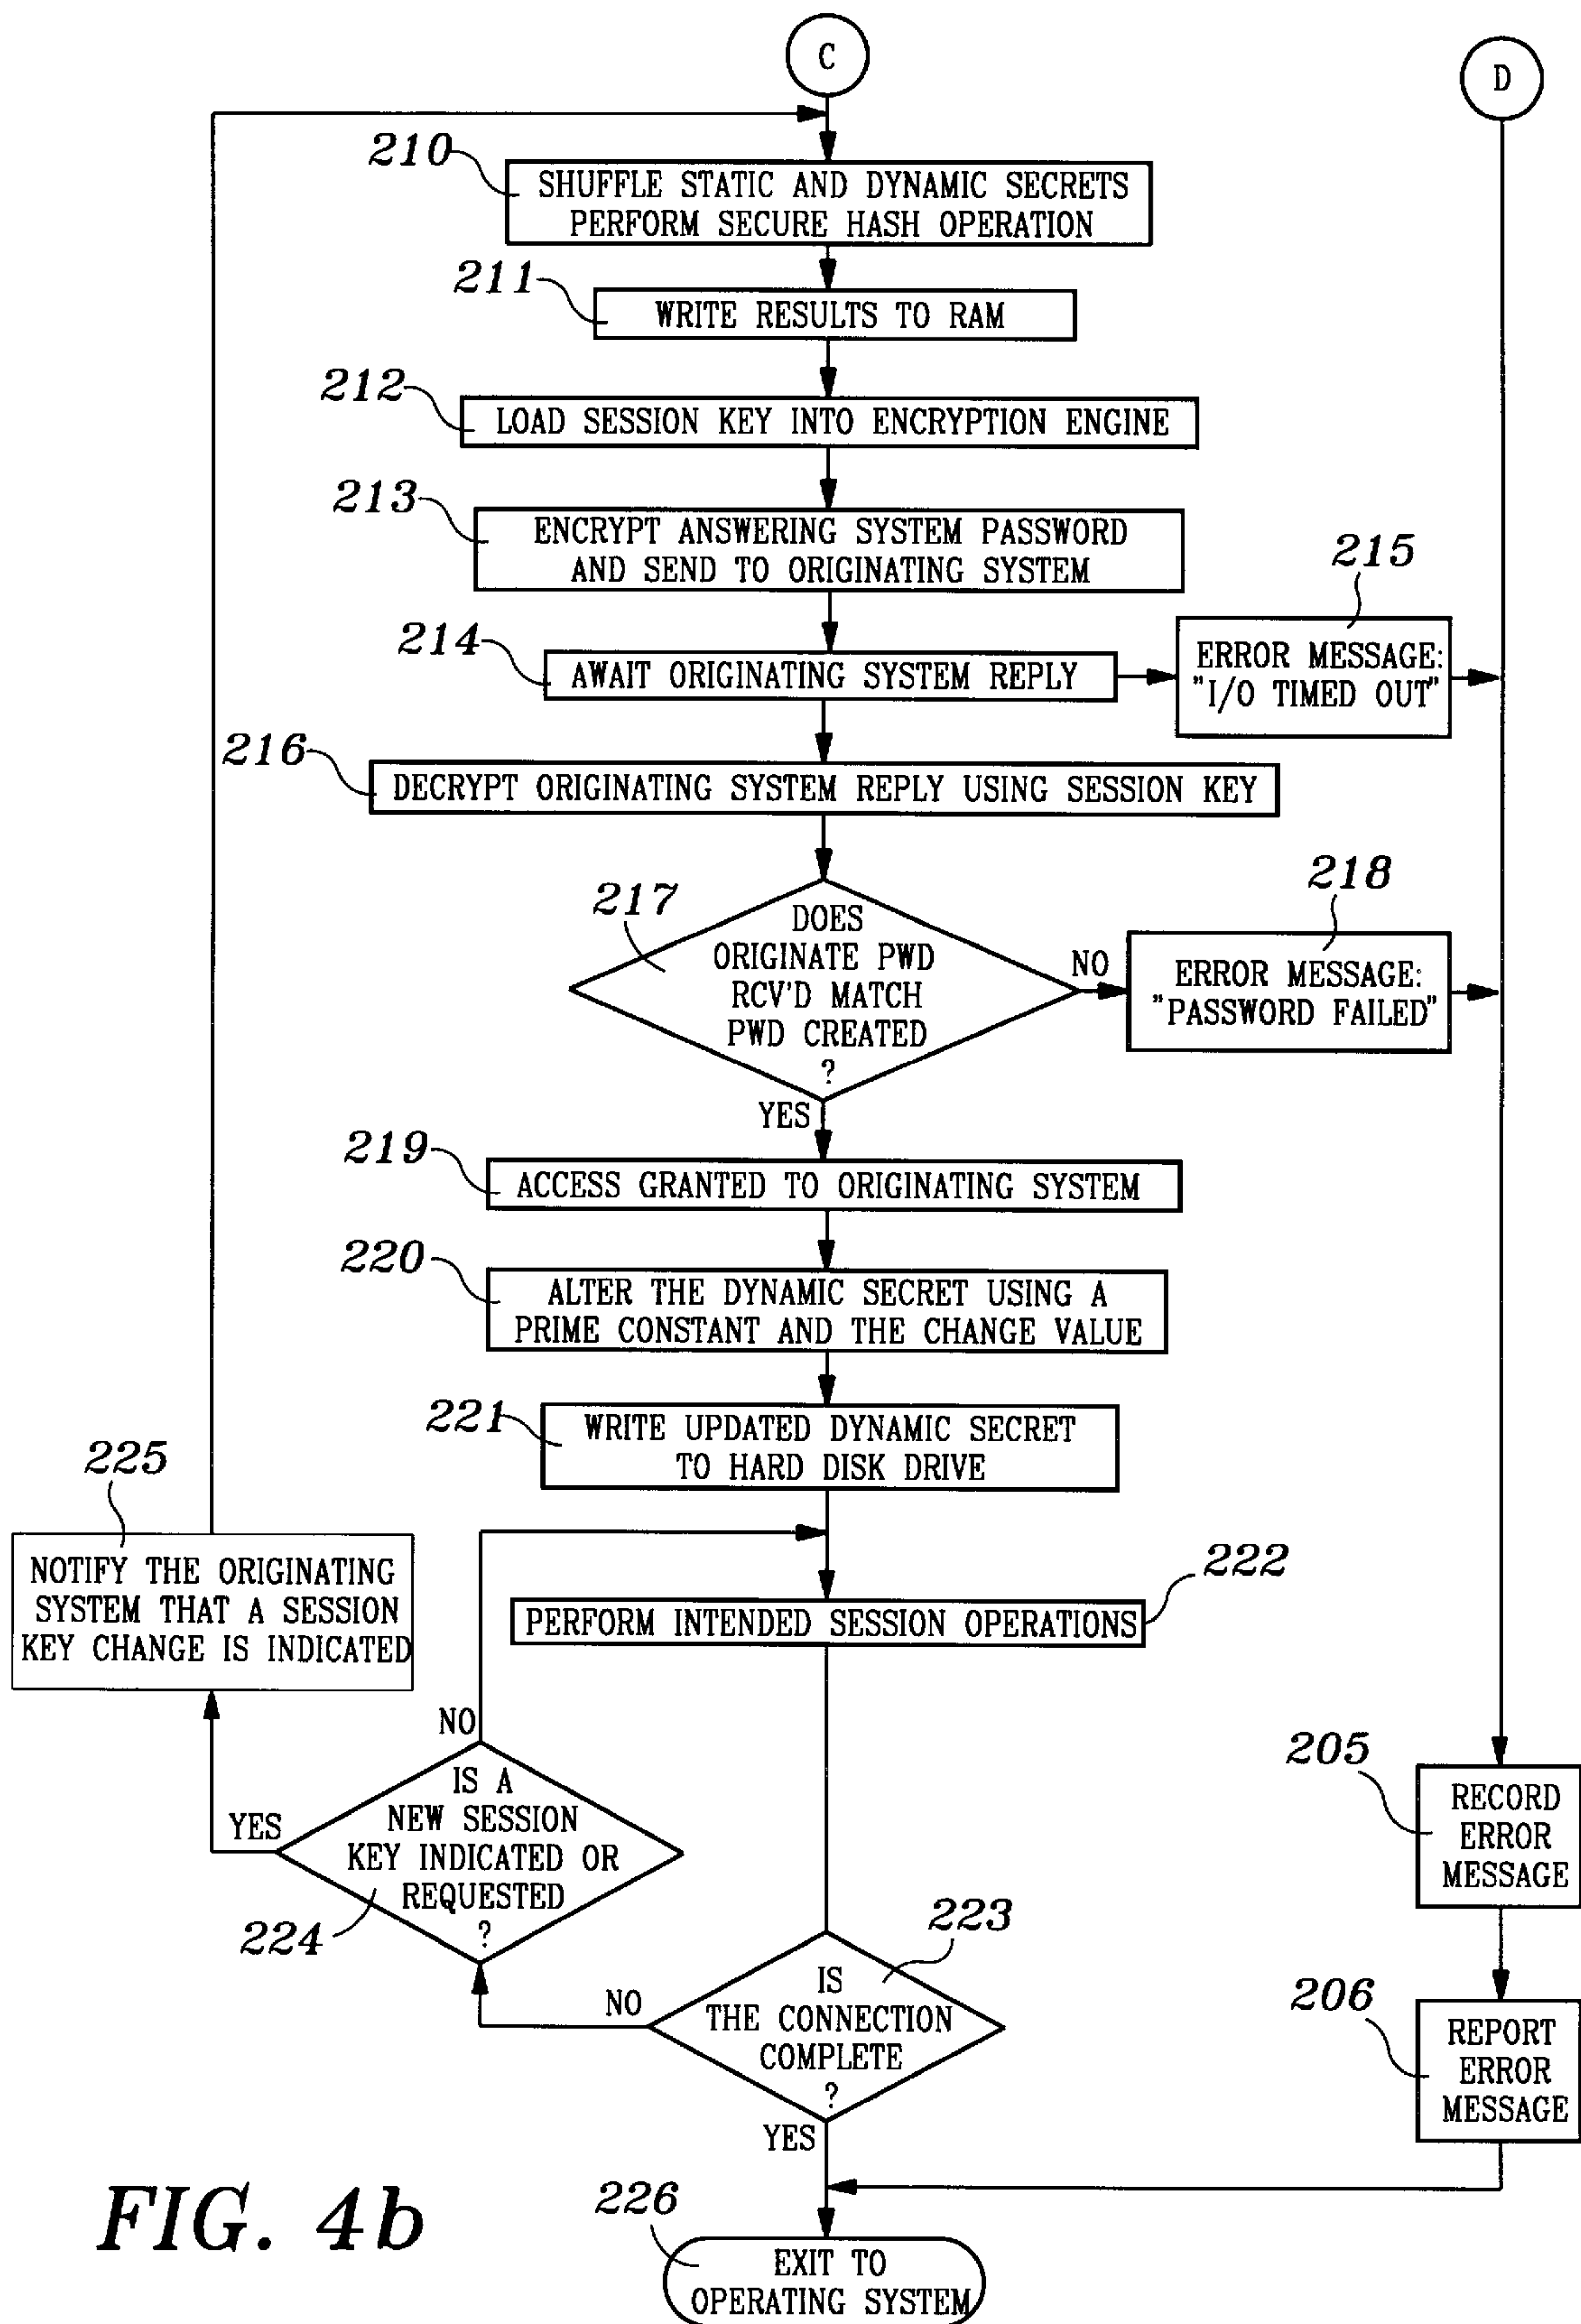 C
D
210
SHUFFLE STATIC AND DYNAMIC SECRETS
PERFORM SECURE HASH OPERATION
211
WRITE RESULTS TO RAM
212
LOAD SESSION KEY INTO ENCRYPTION ENGINE
213
ENCRYPT ANSWERING SYSTEM PASSWORD
AND SEND TO ORIGINATING SYSTEM
214
AWAIT ORIGINATING SYSTEM REPLY
215
ERROR MESSAGE:
"I/O TIMED OUT"
216
DECRYPT ORIGINATING SYSTEM REPLY USING SESSION KEY
217
DOES
ORIGINATE PWD
RCV'D MATCH
PWD CREATED
?
NO
218
ERROR MESSAGE:
"PASSWORD FAILED"
YES
219
ACCESS GRANTED TO ORIGINATING SYSTEM
220
ALTER THE DYNAMIC SECRET USING A
PRIME CONSTANT AND THE CHANGE VALUE
221
WRITE UPDATED DYNAMIC SECRET
TO HARD DISK DRIVE
225
NOTIFY THE ORIGINATING
SYSTEM THAT A SESSION
KEY CHANGE IS INDICATED
222
PERFORM INTENDED SESSION OPERATIONS
NO
YES
IS A
NEW SESSION
KEY INDICATED OR
REQUESTED
?
224
223
IS
THE CONNECTION
COMPLETE
?
NO
YES
205
RECORD
ERROR
MESSAGE
206
REPORT
ERROR
MESSAGE
226
EXIT TO
OPERATING SYSTEM
FIG. 4b